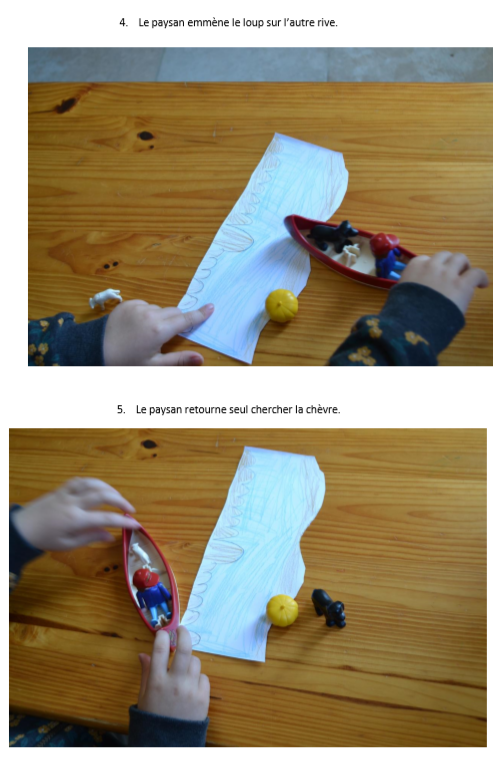 4. Le paysan emmène le loup sur l’autre rive.
5. Le paysan retourne seul chercher la chèvre.